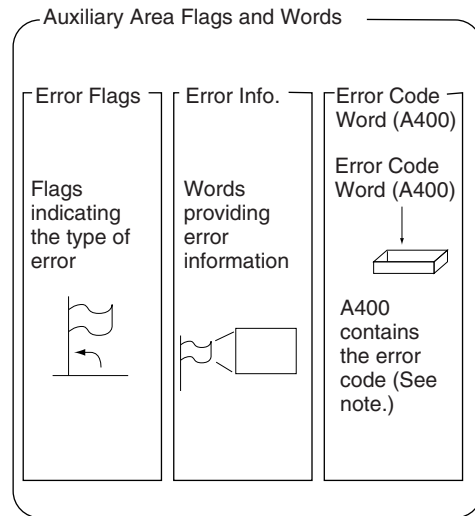 Auxiliary Area Flags and Words
Error Flags
Flags
indicating
the type of
error
Error Info.
Words
providing
error
information
Error Code
Word (A400)
Error Code
Word (A400)
A400
contains
the error
code (See
note.)